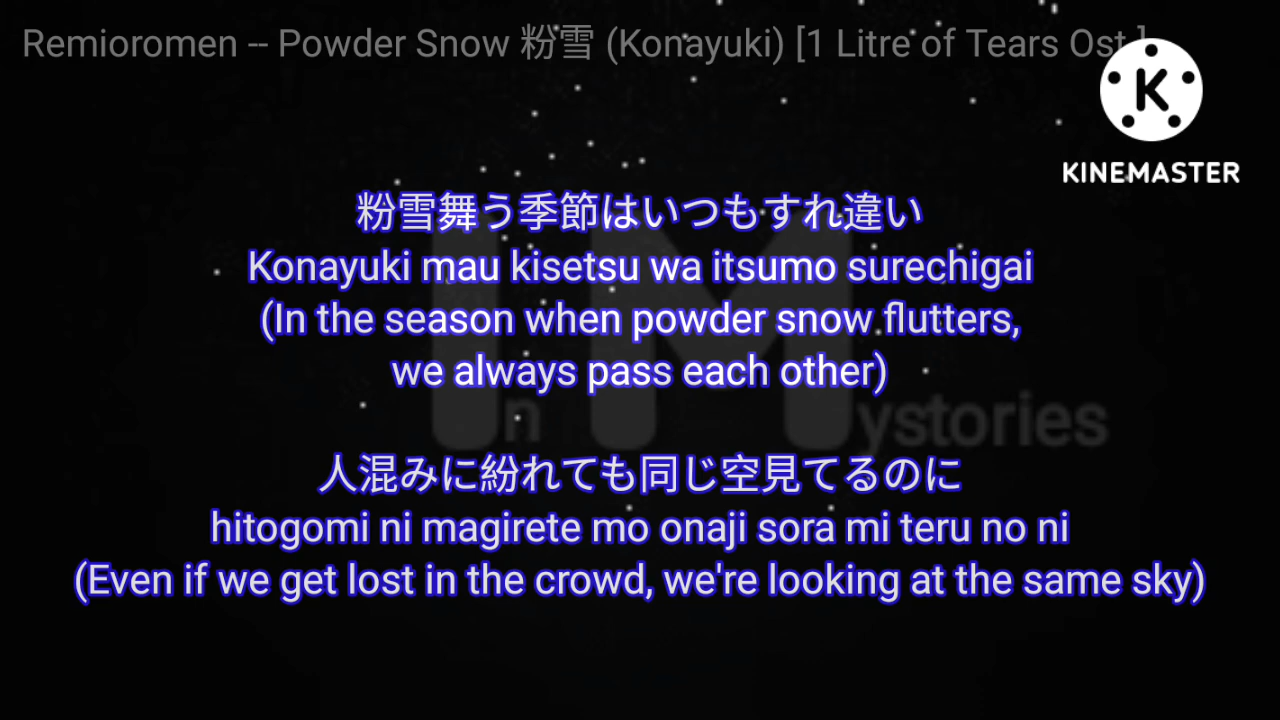 Remioromen -- Powder Snow 粉雪 (Konayuki) [1 Litre of Tears Ost.]
K
KINEMASTER
粉雪舞う季節はいつもすれ違い
Konayuki mau kisetsu wa itsumo surechigai
(In the season when powder snow flutters,
we always pass each other)
In Mystories
人混みに紛れても同じ空見てるのに
hitogomi ni magirete mo onaji sora mi teru no ni
(Even if we get lost in the crowd, we're looking at the same sky)